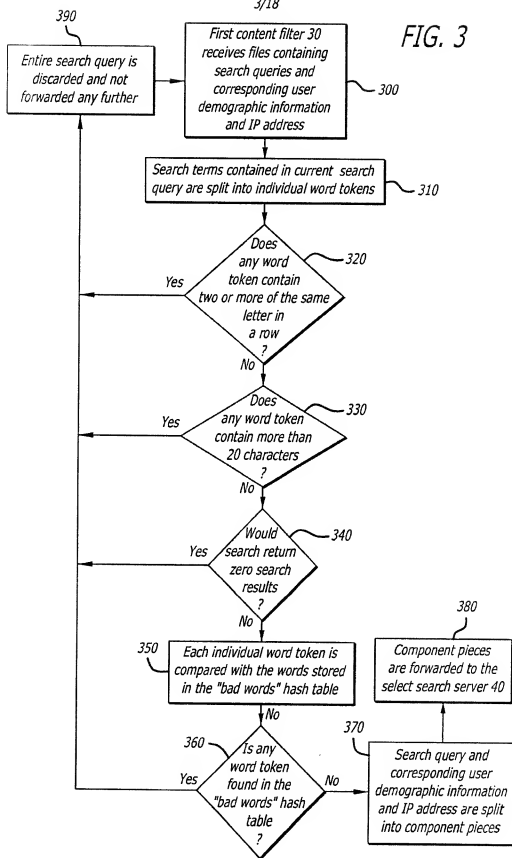 3/18
FIG. 3
390
Entire search query is
discarded and not
forwarded any further
First content filter 30
receives files containing
search queries and
corresponding user
demographic information
and IP address
300
Search terms contained in current search
query are split into individual word tokens
310
Does
any word
token contain
two or more of the same
letter in
a row
?
320
Yes
No
Does
any word token
contain more than
20 characters
?
330
Yes
No
Would
search return
zero search
results
?
340
Yes
No
350
Each individual word token is
compared with the words stored
in the "bad words" hash table
No
360
Is any
word token
found in the
"bad words" hash
table
?
Yes
No
380
Component pieces
are forwarded to the
select search server 40
370
Search query and
corresponding user
demographic information
and IP address are split
into component pieces